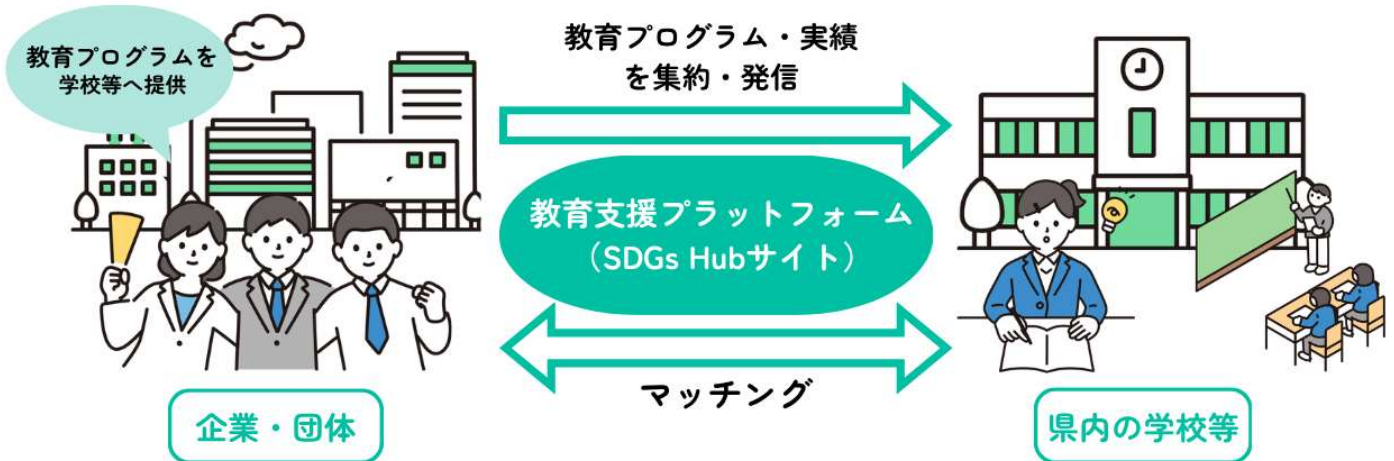 教育プログラムを
学校等へ提供
教育プログラム・実績
を集約・発信
教育支援プラットフォーム
（SDGs Hubサイト）
マッチング
企業・団体
県内の学校等